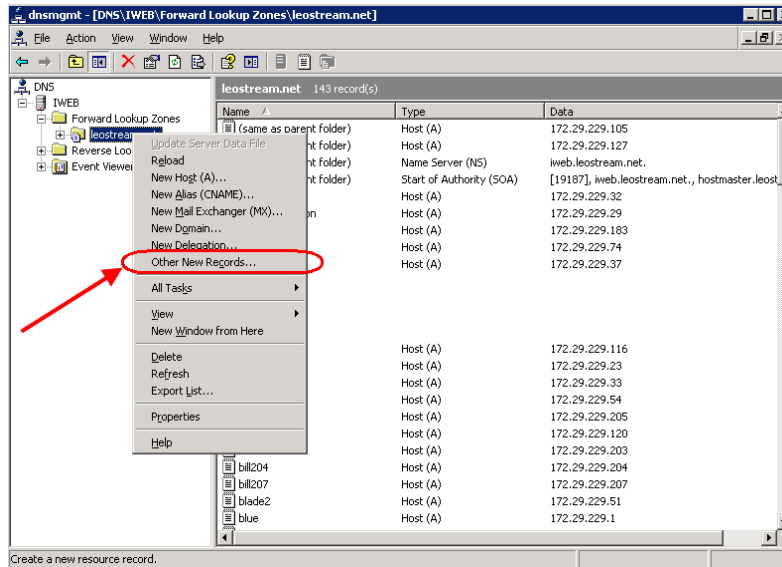 dnsmgmt - [DNS\IWEB\Forward Lookup Zones\leostream.net]
File Action View Window Help
DNS
IWEB
Forward Lookup Zones
leostream
Reverse Loo
Event Viewer
leostream.net 143 record(s)
Name Type Data
(same as parent folder) Host (A) 172.29.229.105
nt folder) Host (A) 172.29.229.127
nt folder) Name Server (NS) iweb.leostream.net.
nt folder) Start of Authority (SOA) [19187], iweb.leostream.net., hostmaster.leost
Host (A) 172.29.229.32
on Host (A) 172.29.229.29
Host (A) 172.29.229.183
Host (A) 172.29.229.74
Host (A) 172.29.229.37
Host (A) 172.29.229.116
Host (A) 172.29.229.23
Host (A) 172.29.229.33
Host (A) 172.29.229.54
Host (A) 172.29.229.205
Host (A) 172.29.229.120
Host (A) 172.29.229.203
bill204 Host (A) 172.29.229.204
bill207 Host (A) 172.29.229.207
blade2 Host (A) 172.29.229.51
blue Host (A) 172.29.229.1
Update Server Data File
Reload
New Host (A)...
New Alias (CNAME)...
New Mail Exchanger (MX)...
New Domain...
New Delegation...
Other New Records...
All Tasks
View
New Window from Here
Delete
Refresh
Export List...
Properties
Help
Create a new resource record.